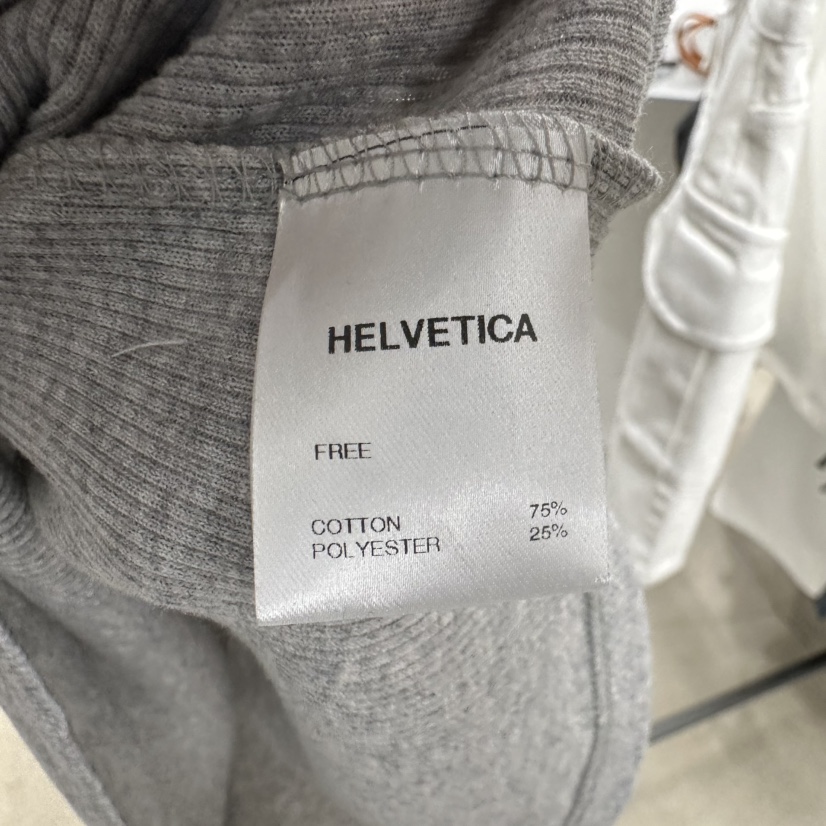 HELVETICA
FREE
COTTON 75%
POLYESTER 25%